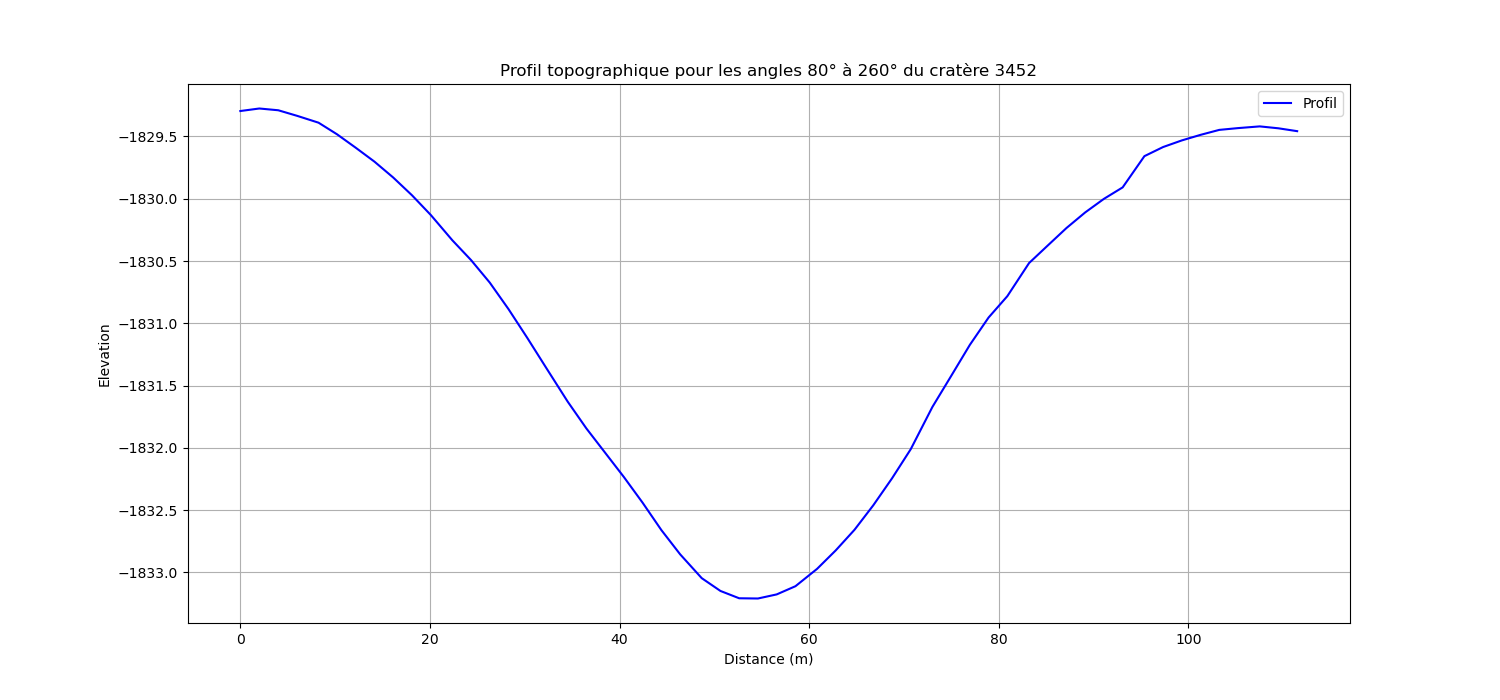 Profil topographique pour les angles 80° à 260° du cratère 3452
Profil
−1829.5
−1830.0
−1830.5
−1831.0
−1831.5
−1832.0
−1832.5
−1833.0
Elevation
0 20 40 60 80 100
Distance (m)